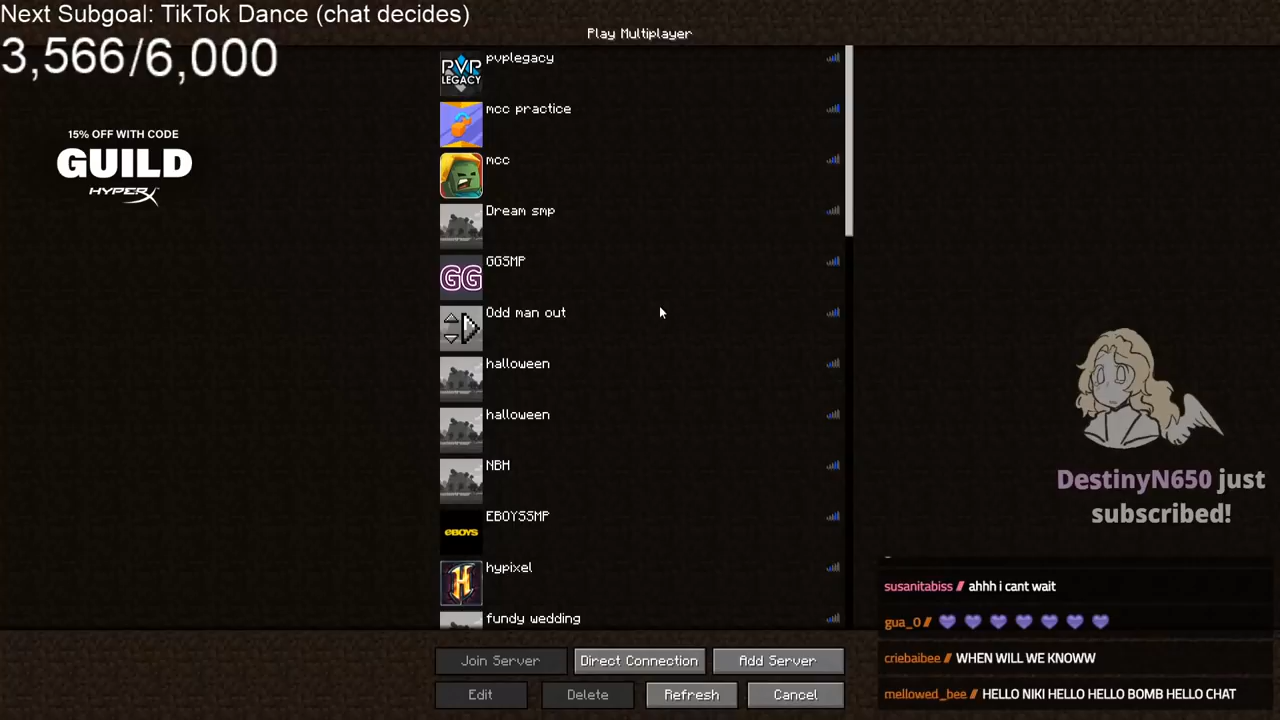 Next Subgoal: TikTok Dance (chat decides)
3,566/6,000
15% OFF WITH CODE
GUILD
HYPERX
Play Multiplayer
PVP LEGACY
pvplegacy
mcc practice
mcc
Dream smp
GG
GGSMP
Odd man out
halloween
halloween
NBH
eBOYS
EBOYSSMP
H
hypixel
fundy wedding
Join Server
Direct Connection
Add Server
Edit
Delete
Refresh
Cancel
DestinyN650 just
subscribed!
susanitabiss // ahhh i cant wait
gua_0 // 💜 💜 💜 💜 💜 💜 💜
criebaibee // WHEN WILL WE KNOWW
mellowed_bee // HELLO NIKI HELLO HELLO BOMB HELLO CHAT